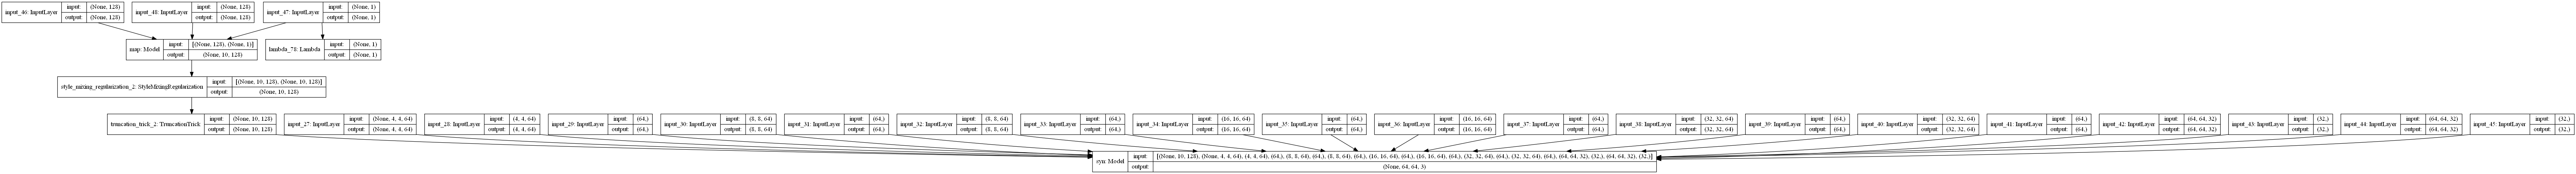 input_46: InputLayer
input: (None, 128)
output: (None, 128)
input_48: InputLayer
input: (None, 128)
output: (None, 128)
input_47: InputLayer
input: (None, 1)
output: (None, 1)
map: Model
input: [(None, 128), (None, 1)]
output: (None, 10, 128)
lambda_78: Lambda
input: (None, 1)
output: (None, 1)
style_mixing_regularization_2: StyleMixingRegularization
input: [(None, 10, 128), (None, 10, 128)]
output: (None, 10, 128)
truncation_trick_2: TruncationTrick
input: (None, 10, 128)
output: (None, 10, 128)
input_27: InputLayer
input: (None, 4, 4, 64)
output: (None, 4, 4, 64)
input_28: InputLayer
input: (4, 4, 64)
output: (4, 4, 64)
input_29: InputLayer
input: (64,)
output: (64,)
input_30: InputLayer
input: (8, 8, 64)
output: (8, 8, 64)
input_31: InputLayer
input: (64,)
output: (64,)
input_32: InputLayer
input: (8, 8, 64)
output: (8, 8, 64)
input_33: InputLayer
input: (64,)
output: (64,)
input_34: InputLayer
input: (16, 16, 64)
output: (16, 16, 64)
input_35: InputLayer
input: (64,)
output: (64,)
input_36: InputLayer
input: (16, 16, 64)
output: (16, 16, 64)
input_37: InputLayer
input: (64,)
output: (64,)
input_38: InputLayer
input: (32, 32, 64)
output: (32, 32, 64)
input_39: InputLayer
input: (64,)
output: (64,)
input_40: InputLayer
input: (32, 32, 64)
output: (32, 32, 64)
input_41: InputLayer
input: (64,)
output: (64,)
input_42: InputLayer
input: (64, 64, 32)
output: (64, 64, 32)
input_43: InputLayer
input: (32,)
output: (32,)
input_44: InputLayer
input: (64, 64, 32)
output: (64, 64, 32)
input_45: InputLayer
input: (32,)
output: (32,)
syn: Model
input: [(None, 10, 128), (None, 4, 4, 64), (4, 4, 64), (64,), (8, 8, 64), (64,), (8, 8, 64), (64,), (16, 16, 64), (64,), (16, 16, 64), (64,), (32, 32, 64), (64,), (32, 32, 64), (64,), (64, 64, 32), (32,), (64, 64, 32), (32,)]
output: (None, 64, 64, 3)